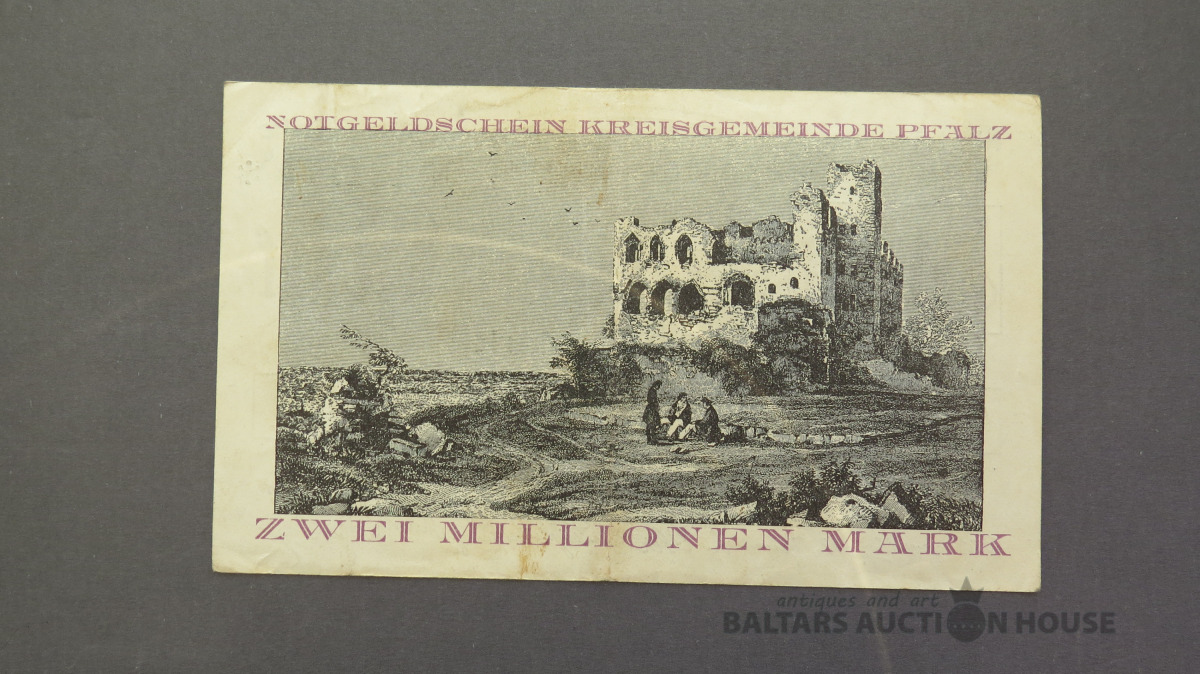 NOTGELDSCHEIN KREISGEMEINDE PFALZ
ZWEI MILLIONEN MARK
antiques and art
BALTARS AUCTION HOUSE